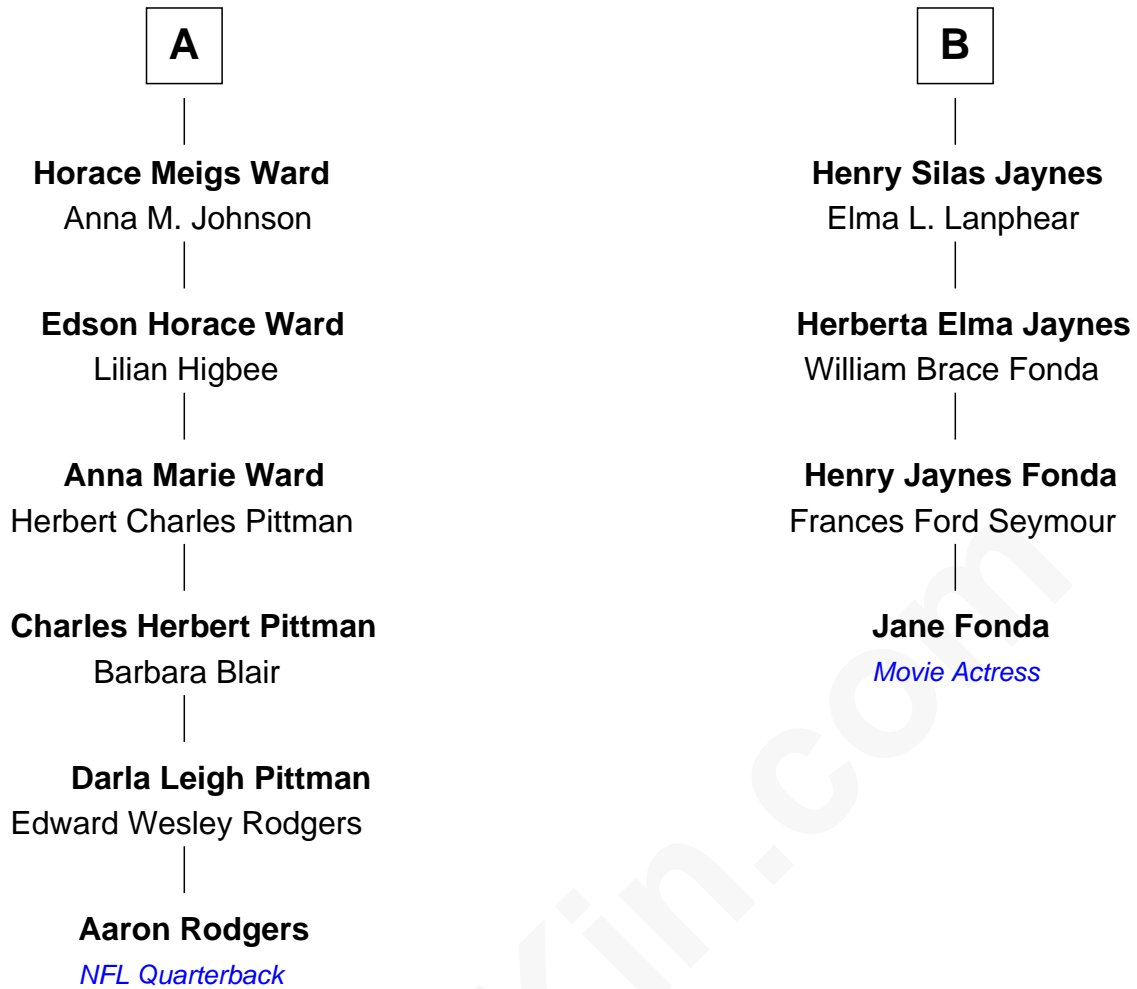 A
Horace Meigs Ward
Anna M. Johnson
Edson Horace Ward
Lilian Higbee
Anna Marie Ward
Herbert Charles Pittman
Charles Herbert Pittman
Barbara Blair
Darla Leigh Pittman
Edward Wesley Rodgers
Aaron Rodgers
NFL Quarterback
B
Henry Silas Jaynes
Elma L. Lanphear
Herberta Elma Jaynes
William Brace Fonda
Henry Jaynes Fonda
Frances Ford Seymour
Jane Fonda
Movie Actress
Kin.com